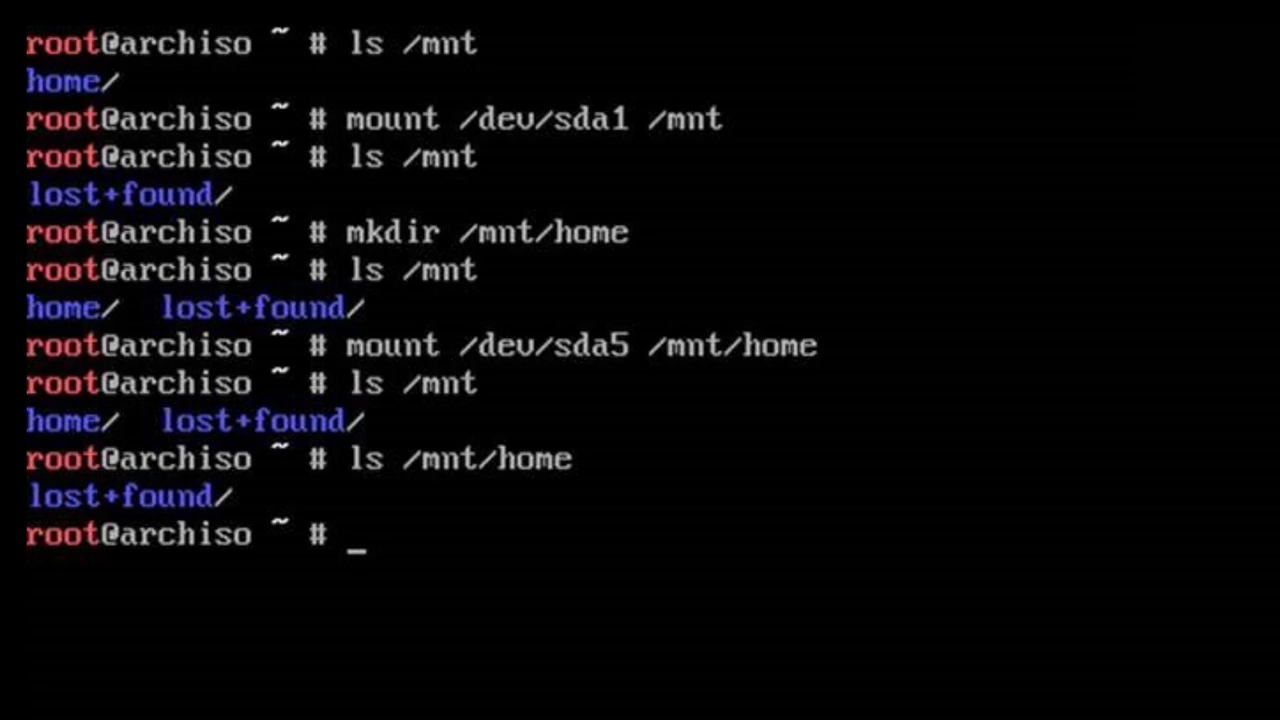 root@archiso ~ # ls /mnt
home/
root@archiso ~ # mount /dev/sda1 /mnt
root@archiso ~ # ls /mnt
lost+found/
root@archiso ~ # mkdir /mnt/home
root@archiso ~ # ls /mnt
home/  lost+found/
root@archiso ~ # mount /dev/sda5 /mnt/home
root@archiso ~ # ls /mnt
home/  lost+found/
root@archiso ~ # ls /mnt/home
lost+found/
root@archiso ~ # _